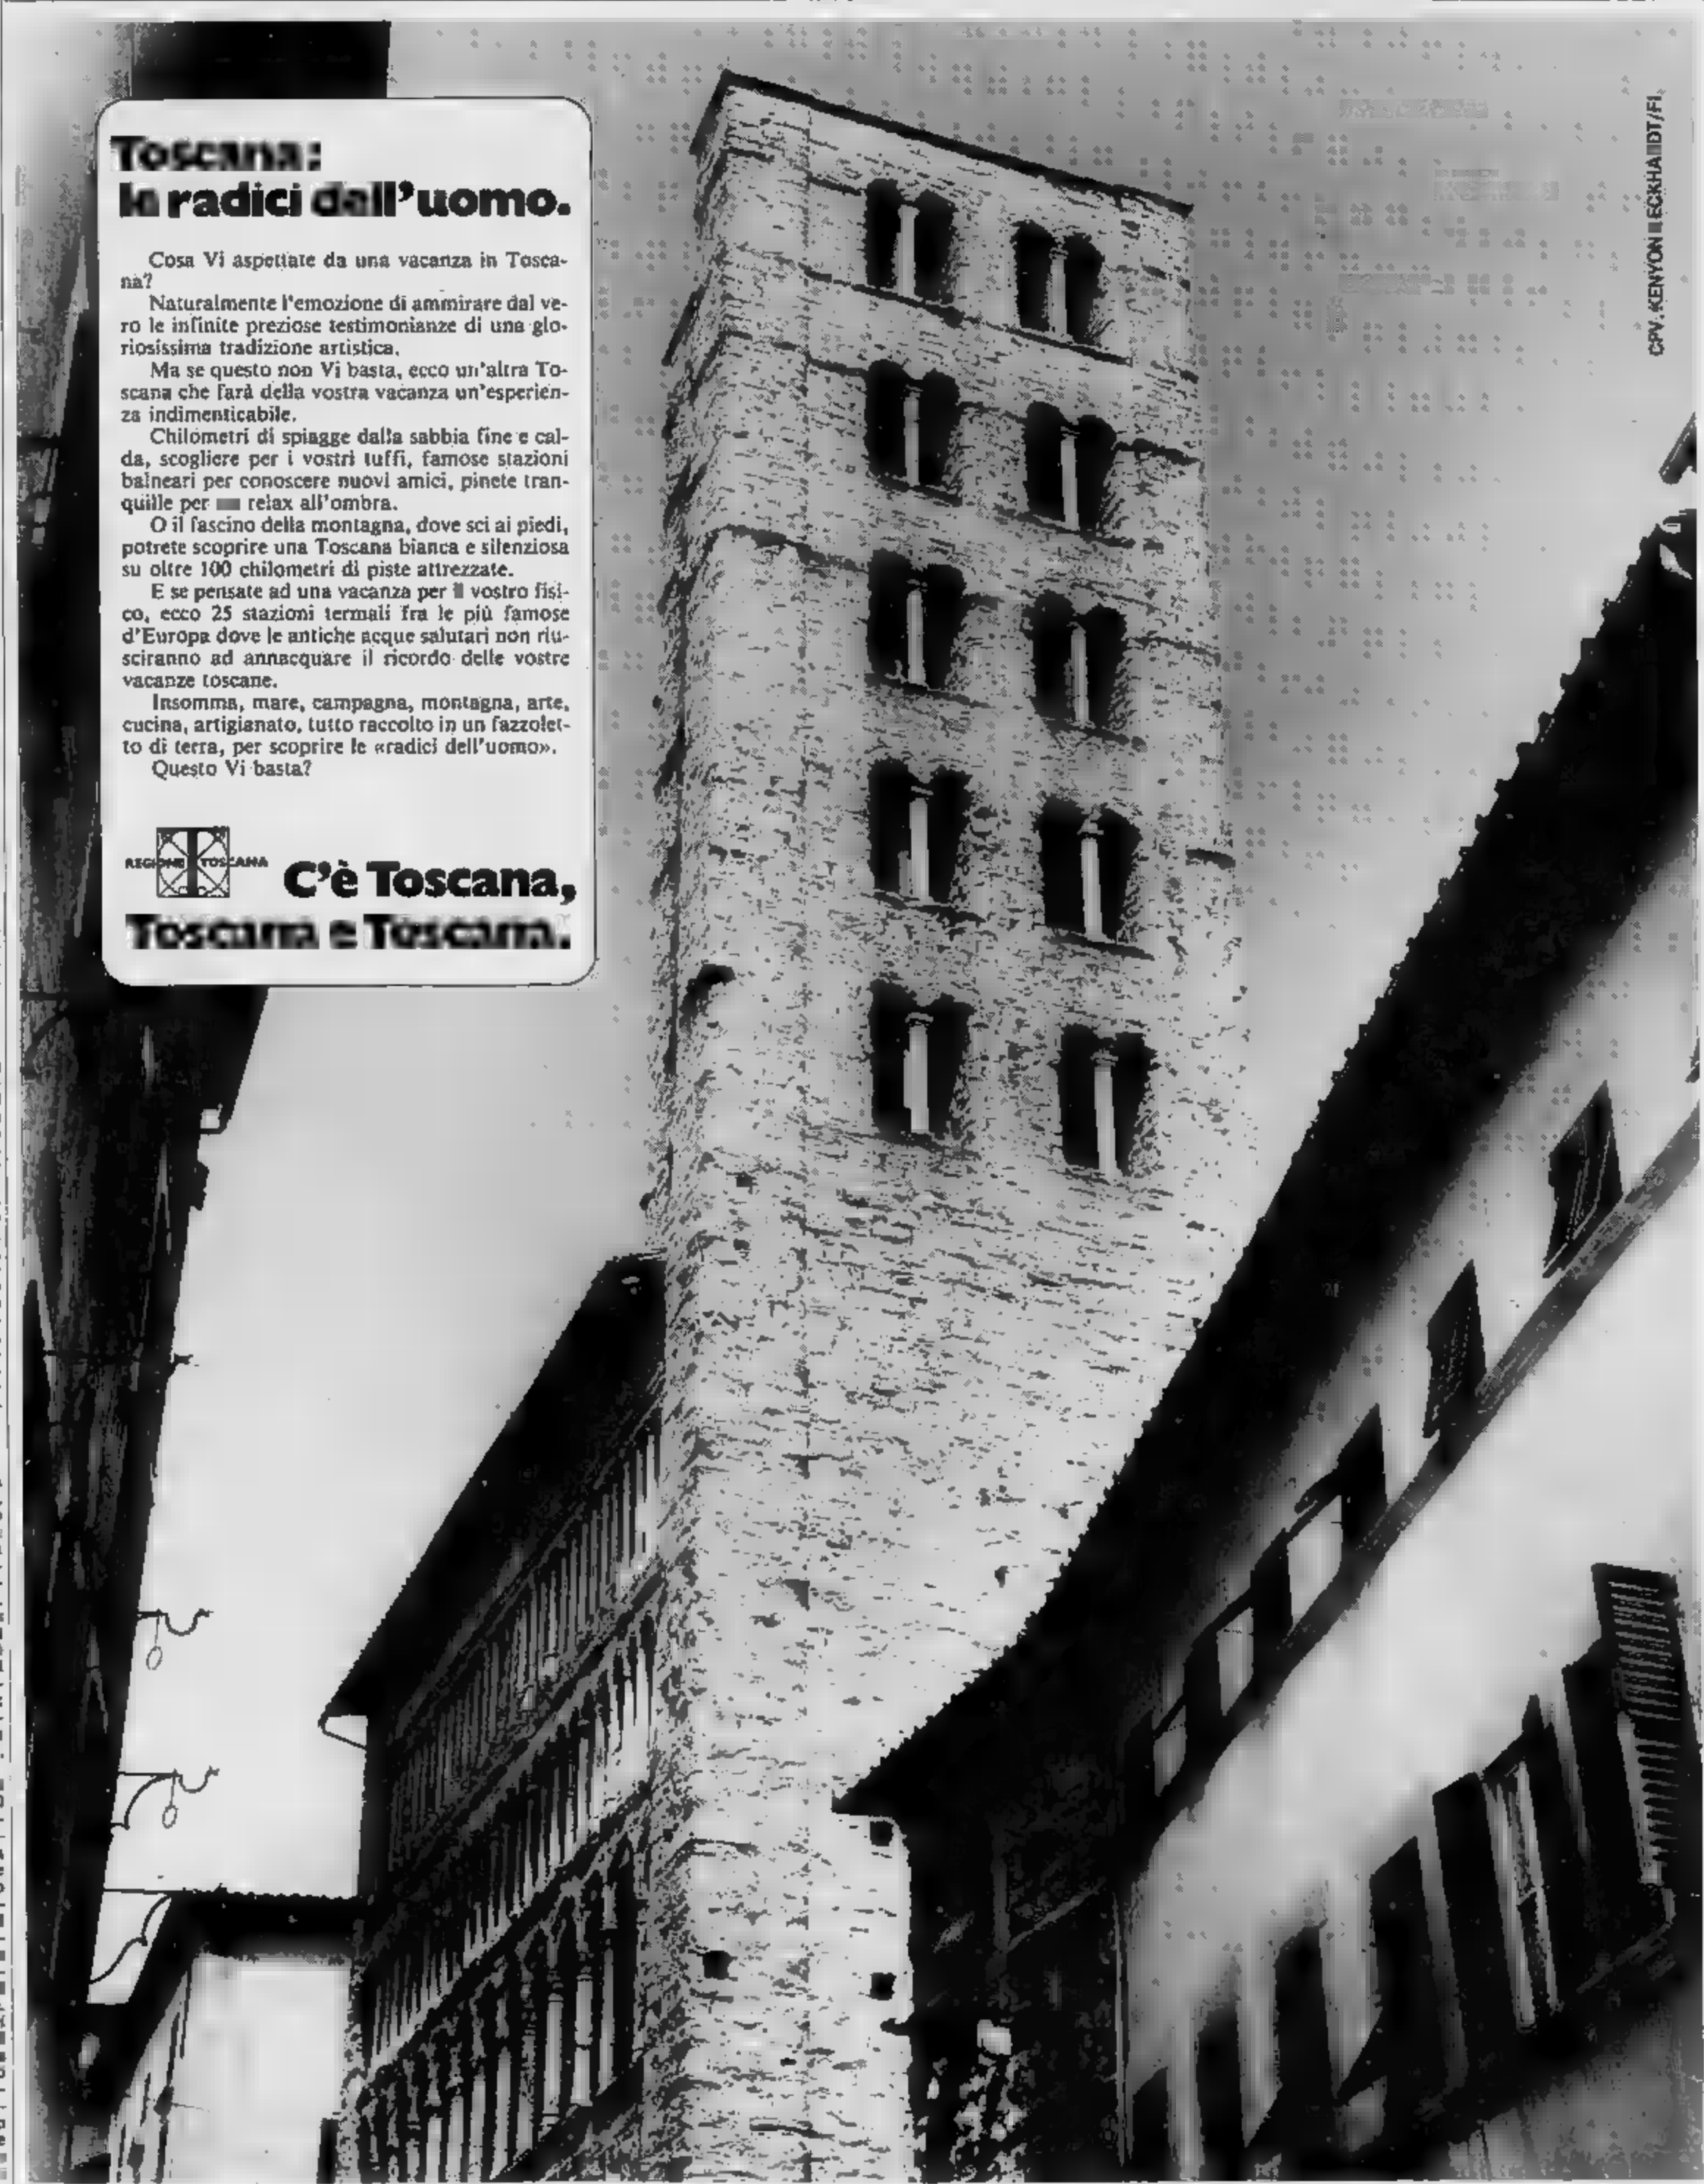 Toscana:
le radici dell'uomo.
Cosa Vi aspettate da una vacanza in Tosca-
na?
Naturalmente l'emozione di ammirare dal ve-
ro le infinite preziose testimonianze di una glo-
riosissima tradizione artistica.
Ma se questo non Vi basta, ecco un'altra To-
scana che farà della vostra vacanza un'esperien-
za indimenticabile.
Chilometri di spiagge dalla sabbia fine e cal-
da, scogliere per i vostri tuffi, famose stazioni
balneari per conoscere nuovi amici, pinete tran-
quille per relax all'ombra.
O il fascino della montagna, dove sci ai piedi,
potrete scoprire una Toscana bianca e silenziosa
su oltre 100 chilometri di piste attrezzate.
E se pensate ad una vacanza per il vostro fisi-
co, ecco 25 stazioni termali fra le più famose
d'Europa dove le antiche acque salutari non riu-
sciranno ad annacquare il ricordo delle vostre
vacanze toscane.
Insomma, mare, campagna, montagna, arte,
cucina, artigianato, tutto raccolto in un fazzolet-
to di terra, per scoprire le «radici dell'uomo».
Questo Vi basta?
REGIONE TOSCANA
C'è Toscana,
Toscana e Toscana.
CPV. KENYON ECKHARDT/FI